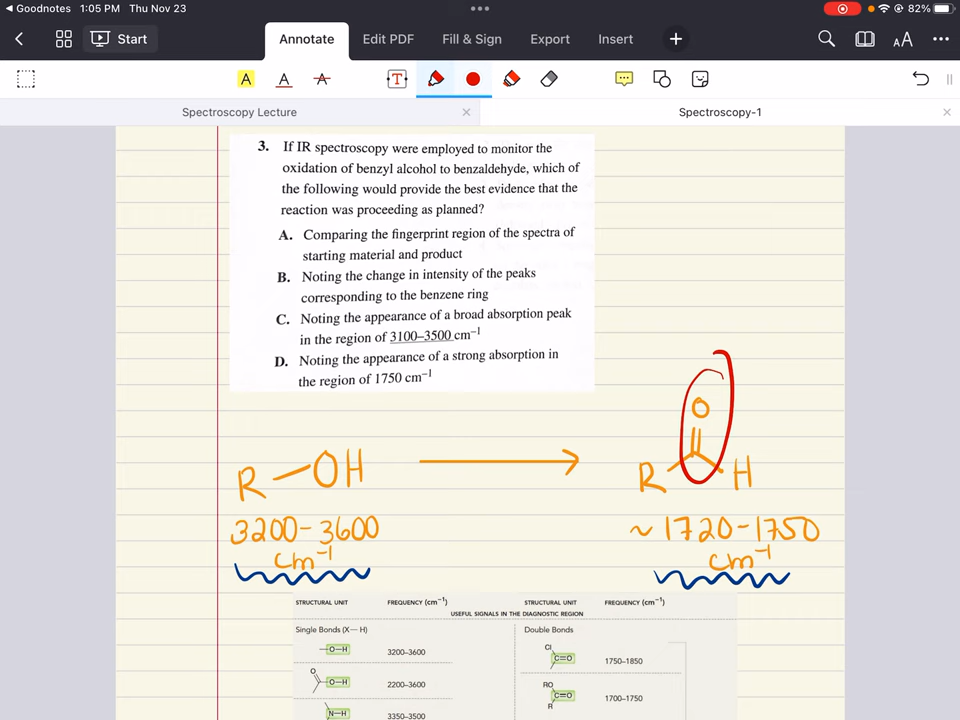 Goodnotes 1:05 PM Thu Nov 23 82%
Start Annotate Edit PDF Fill & Sign Export Insert
Spectroscopy Lecture Spectroscopy-1
3. If IR spectroscopy were employed to monitor the
oxidation of benzyl alcohol to benzaldehyde, which of
the following would provide the best evidence that the
reaction was proceeding as planned?
A. Comparing the fingerprint region of the spectra of
starting material and product
B. Noting the change in intensity of the peaks
corresponding to the benzene ring
C. Noting the appearance of a broad absorption peak
in the region of 3100–3500 cm⁻¹
D. Noting the appearance of a strong absorption in
the region of 1750 cm⁻¹
O
R OH R H
3200-3600 ~1720-1750
cm⁻¹ cm⁻¹
STRUCTURAL UNIT FREQUENCY (cm⁻¹) STRUCTURAL UNIT FREQUENCY (cm⁻¹)
USEFUL SIGNALS IN THE DIAGNOSTIC REGION
Single Bonds (X—H) Double Bonds
—O—H 3200–3600
Cl C=O 1750–1850
O O—H 2200–3600
RO C=O R 1700–1750
N—H 3350–3500